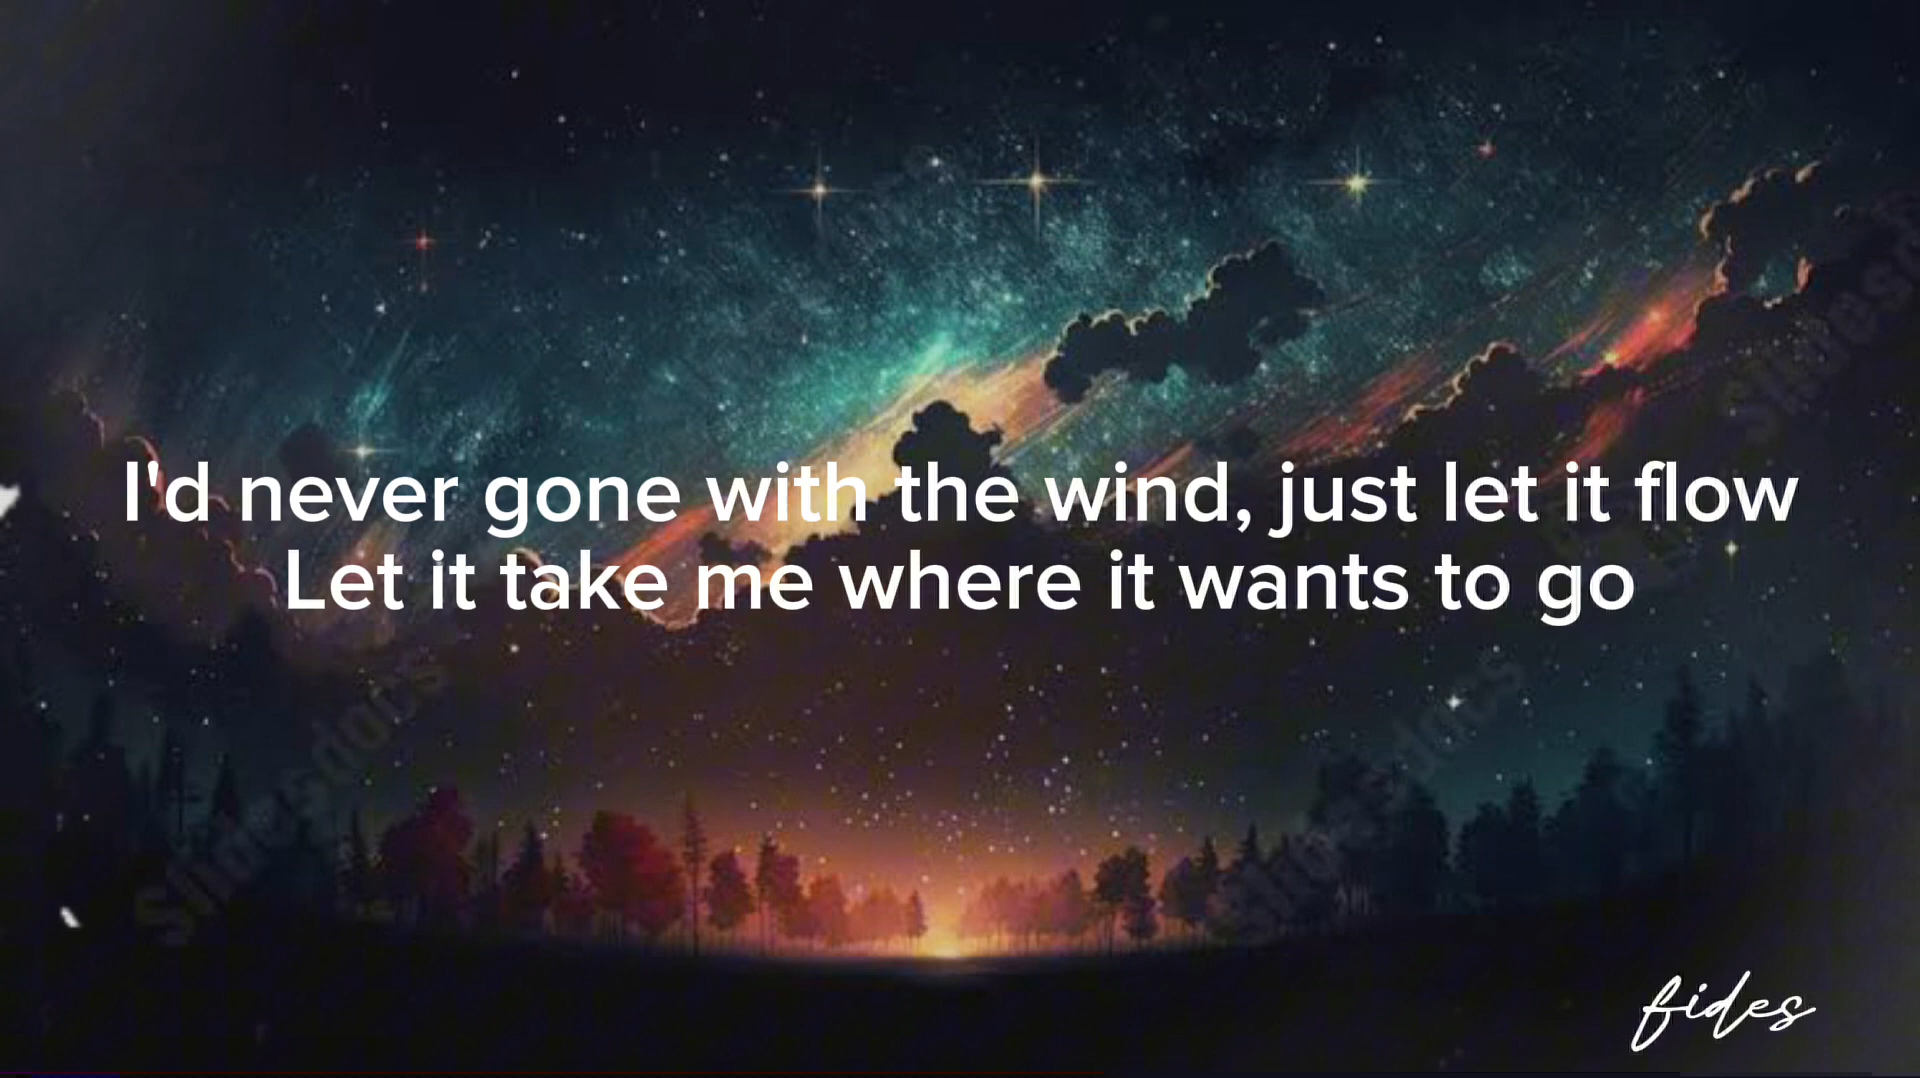 I'd never gone with the wind, just let it flow
Let it take me where it wants to go
fides